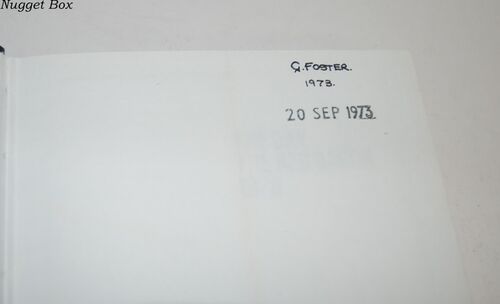 Nugget Box
G. FOSTER.
1973.
20 SEP 1973